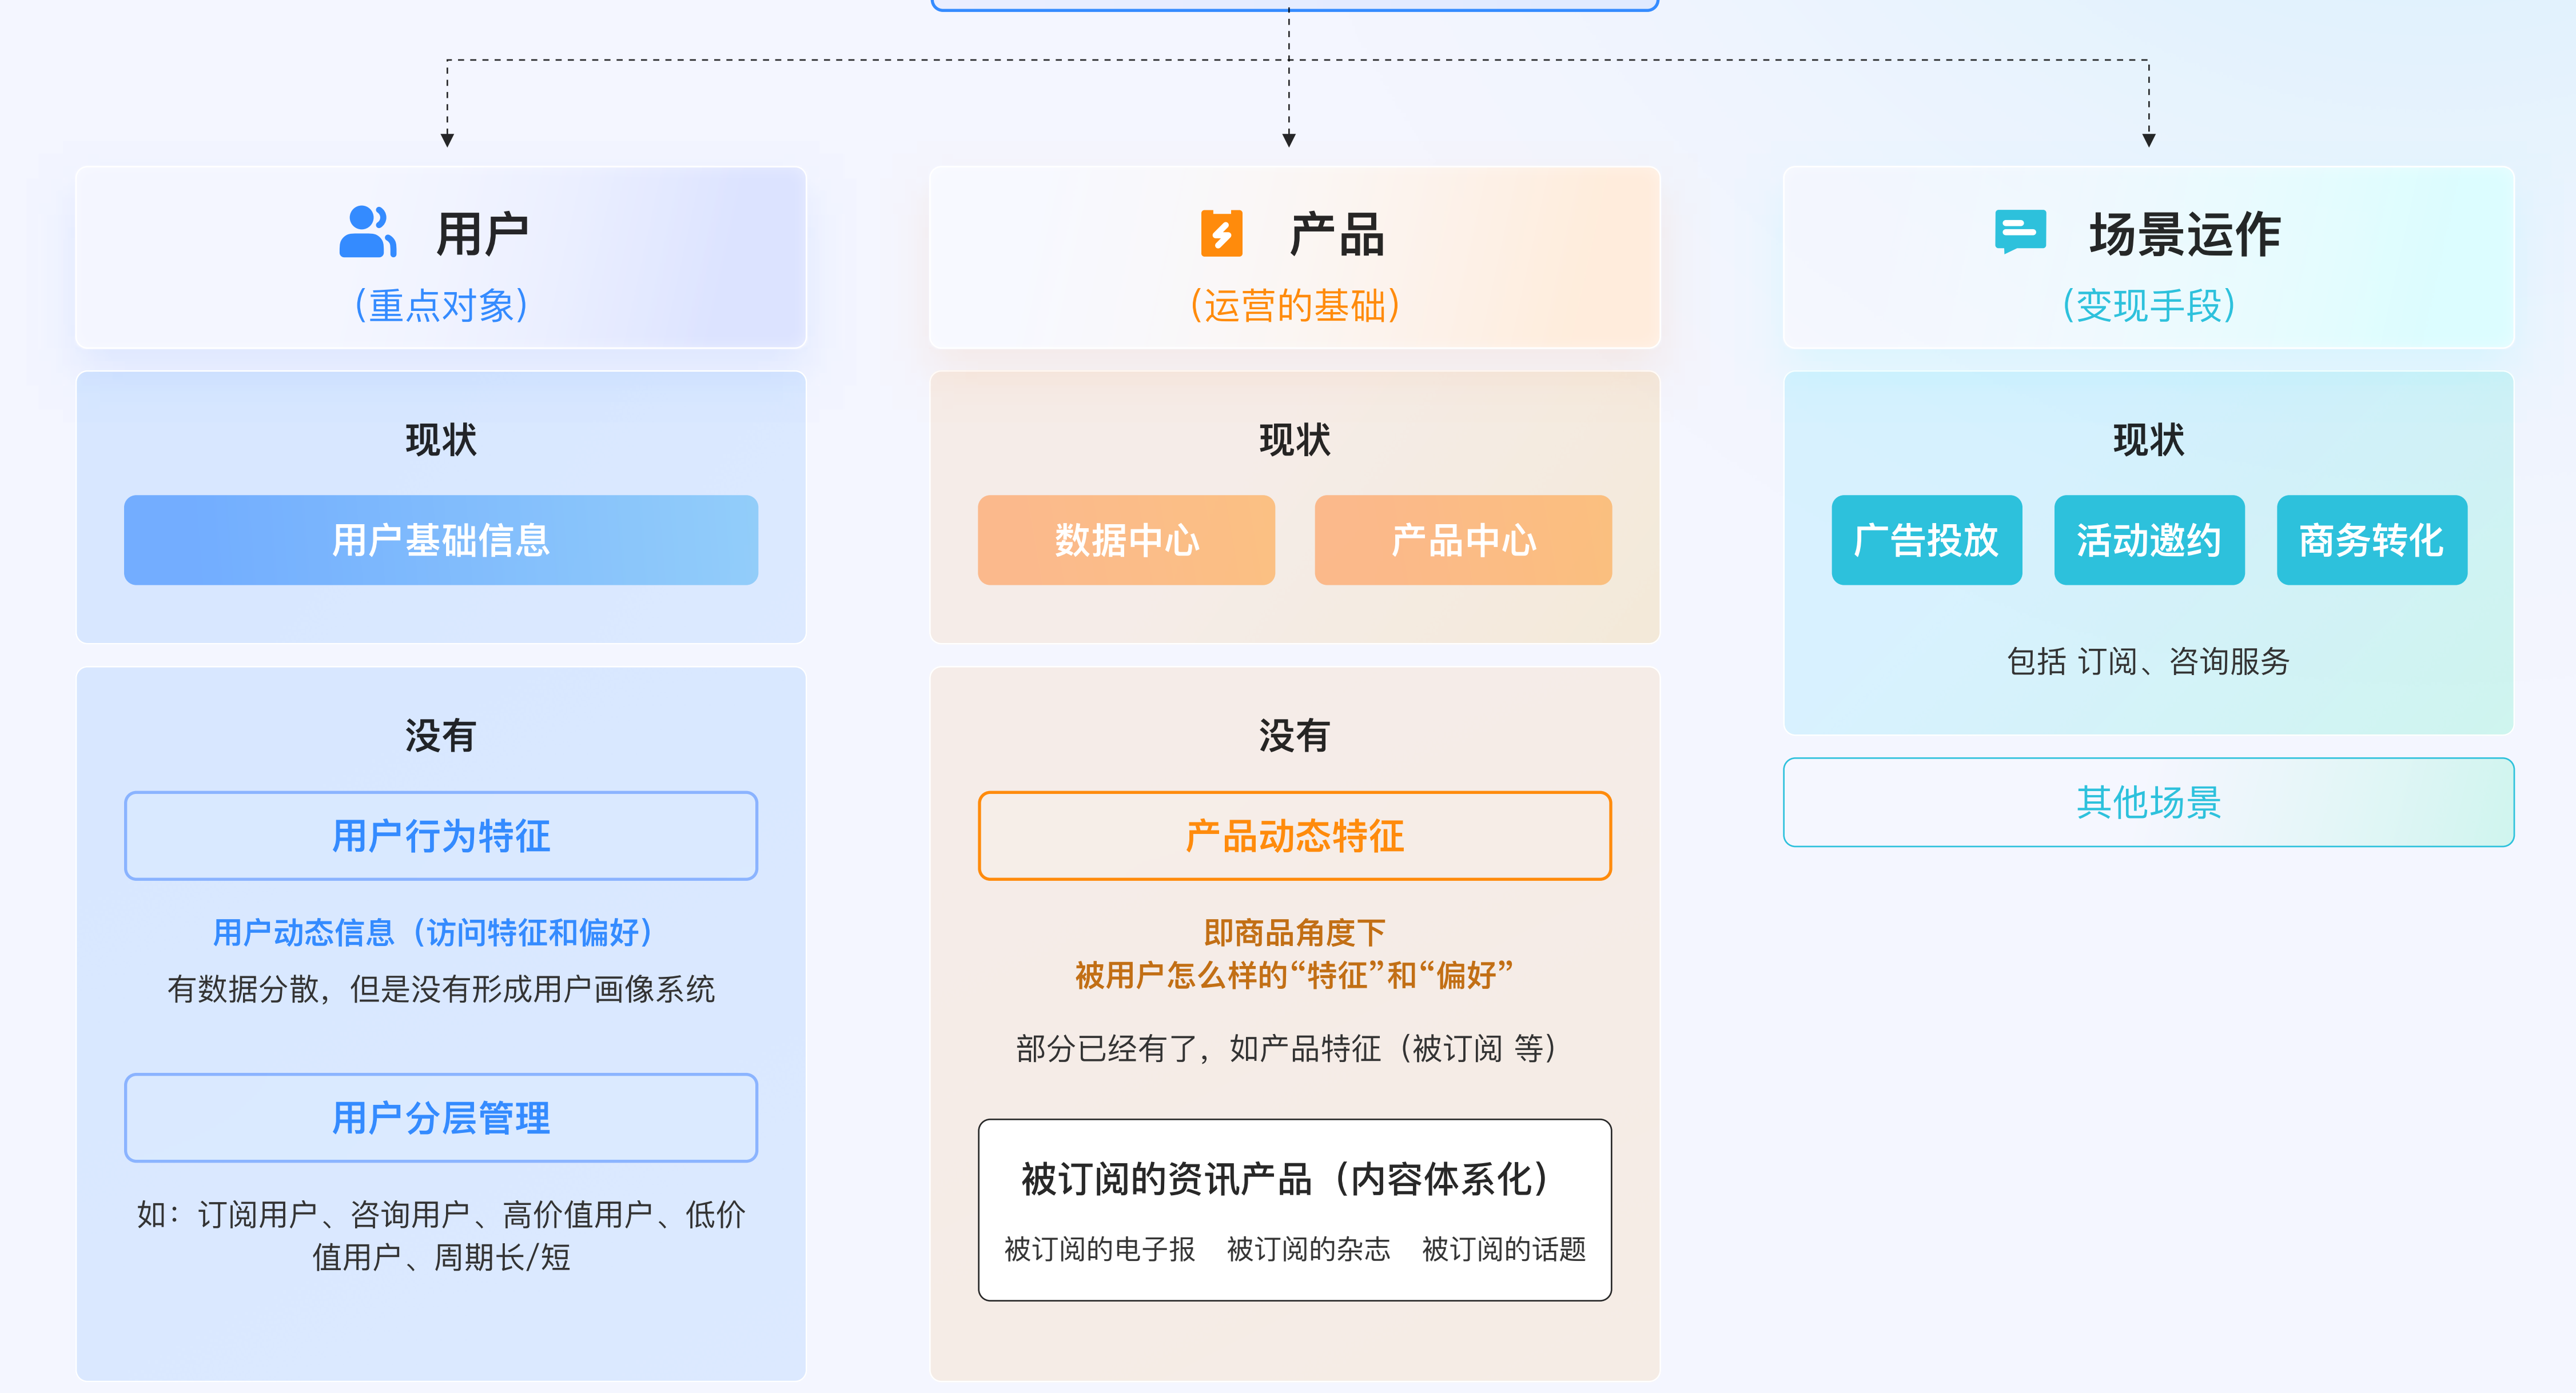 用户
（重点对象）
现状
用户基础信息
没有
用户行为特征
用户动态信息（访问特征和偏好）
有数据分散，但是没有形成用户画像系统
用户分层管理
如：订阅用户、咨询用户、高价值用户、低价
值用户、周期长/短
产品
（运营的基础）
现状
数据中心
产品中心
没有
产品动态特征
即商品角度下
被用户怎么样的“特征”和“偏好”
部分已经有了，如产品特征（被订阅 等）
被订阅的资讯产品（内容体系化）
被订阅的电子报 被订阅的杂志 被订阅的话题
场景运作
（变现手段）
现状
广告投放
活动邀约
商务转化
包括 订阅、咨询服务
其他场景